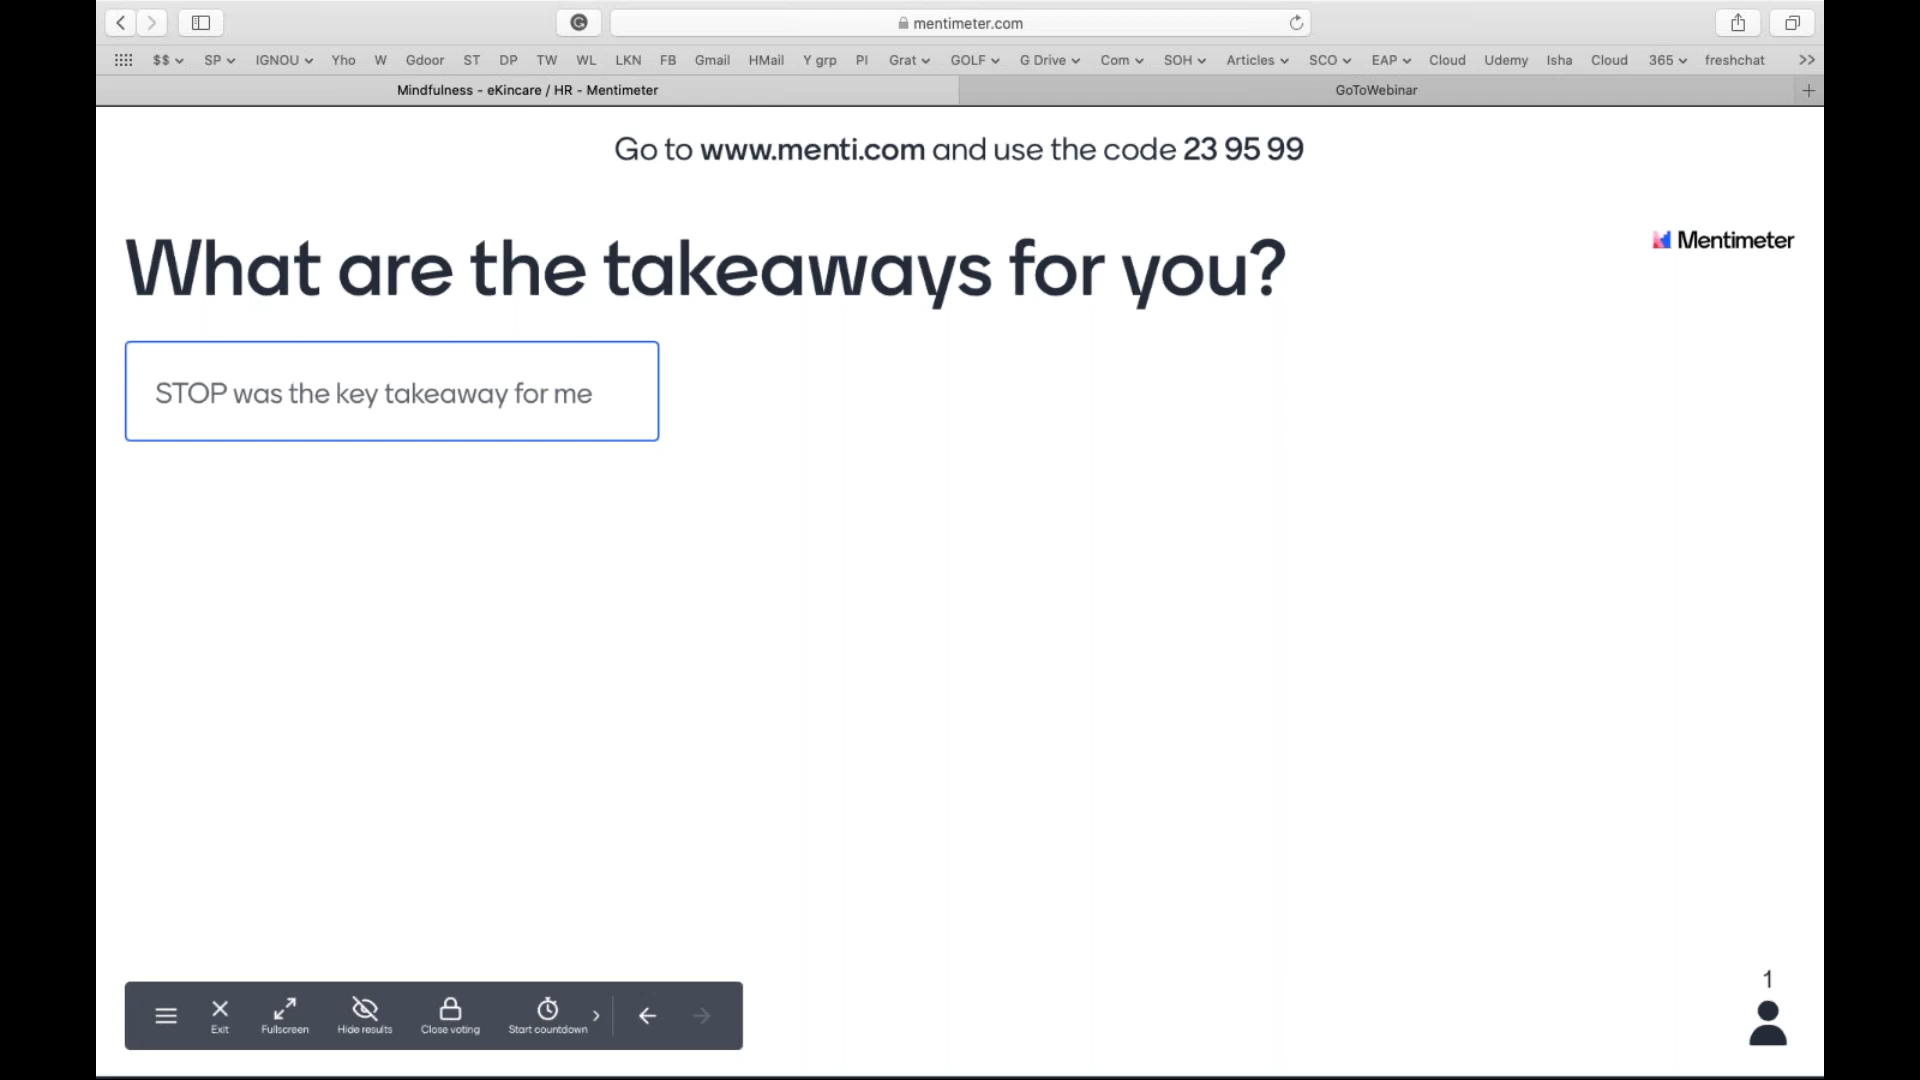 mentimeter.com
$$ SP IGNOU Yho W Gdoor ST DP TW WL LKN FB Gmail HMail Y grp PI Grat GOLF G Drive Com SOH Articles SCO EAP Cloud Udemy Isha Cloud 365 freshchat >>
Mindfulness - eKincare / HR - Mentimeter
GoToWebinar
Go to www.menti.com and use the code 23 95 99
What are the takeaways for you?
Mentimeter
STOP was the key takeaway for me
1
Exit
Fullscreen
Hide results
Close voting
Start countdown